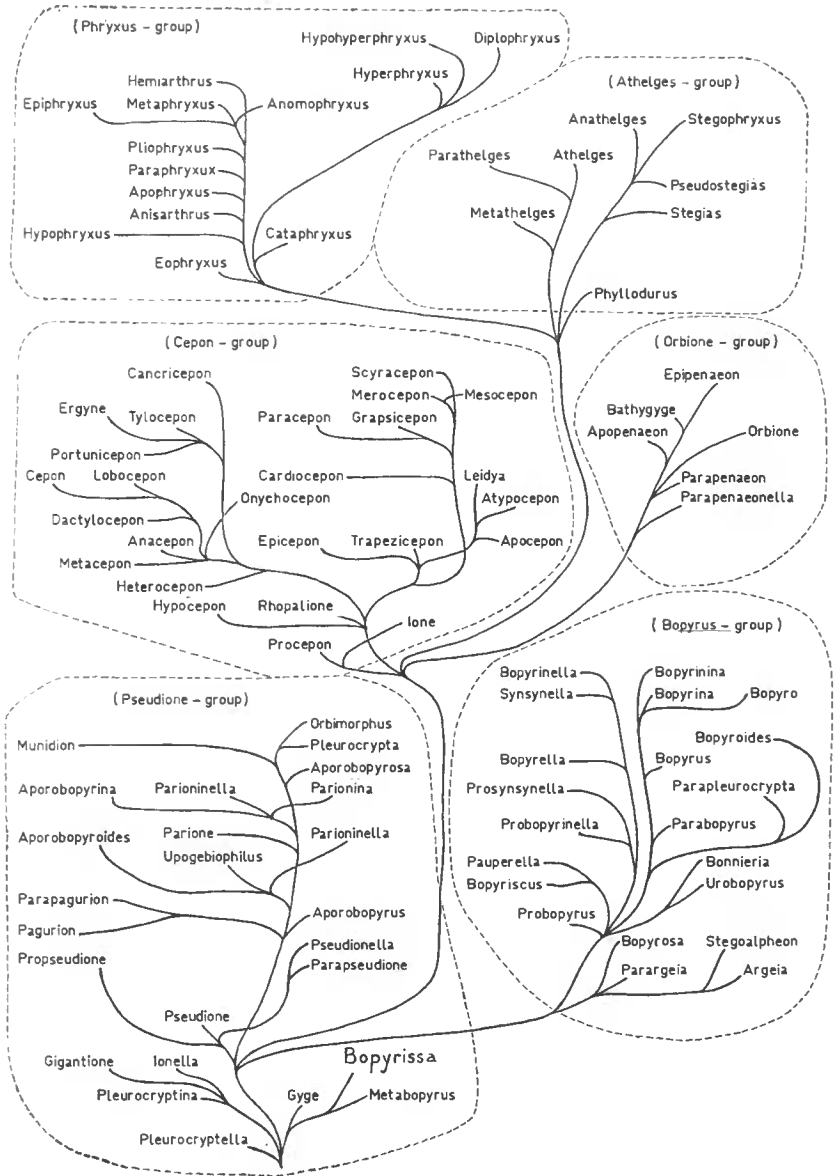 (Phryxus – group)
Hypohyperphryxus
Diplophryxus
Hyperphryxus
Hemiarthrus
Epiphryxus
Metaphryxus
Anomophryxus
Pliophryxus
Paraphryxux
Apophryxus
Anisarthrus
Hypophryxus
Cataphryxus
Eophryxus
(Athelges – group)
Anathelges
Stegophryxus
Parathelges
Athelges
Pseudostegias
Metathelges
Stegias
Phyllodurus
(Cepon – group)
Cancricepon
Scyracepon
Merocepon
Mesocepon
Ergyne
Tylocepon
Paracepon
Grapsicepon
Portunicepon
Cepon
Lobocepon
Cardiocepon
Leidya
Onychocepon
Atypocepon
Dactylocepon
Anacepon
Epicepon
Trapezicepon
Apocepon
Metacepon
Heterocepon
Hypocepon
Rhopalione
Ione
Procepon
(Orbione – group)
Epipenaeon
Bathygyge
Apopenaeon
Orbione
Parapenaeon
Parapenaeonella
(Bopyrus – group)
Bopyrinella
Bopyrinina
Synsynella
Bopyrina
Bopyro
Bopyroides
Bopyrella
Bopyrus
Prosynsynella
Parapleurocrypta
Probopyrinella
Parabopyrus
Pauperella
Bonnieria
Bopyriscus
Urobopyrus
Probopyrus
Bopyrosa
Stegoalpheon
Parargeia
Argeia
(Pseudione – group)
Orbimorphus
Munidion
Pleurocrypta
Aporobopyrosa
Aporobopyrina
Parioninella
Parionina
Aporobopyroides
Parione
Parioninella
Upogebiophilus
Parapagurion
Aporobopyrus
Pagurion
Pseudionella
Propseudione
Parapseudione
Pseudione
Gigantione
Ionella
Bopyrissa
Pleurocryptina
Gyge
Metabopyrus
Pleurocryptella